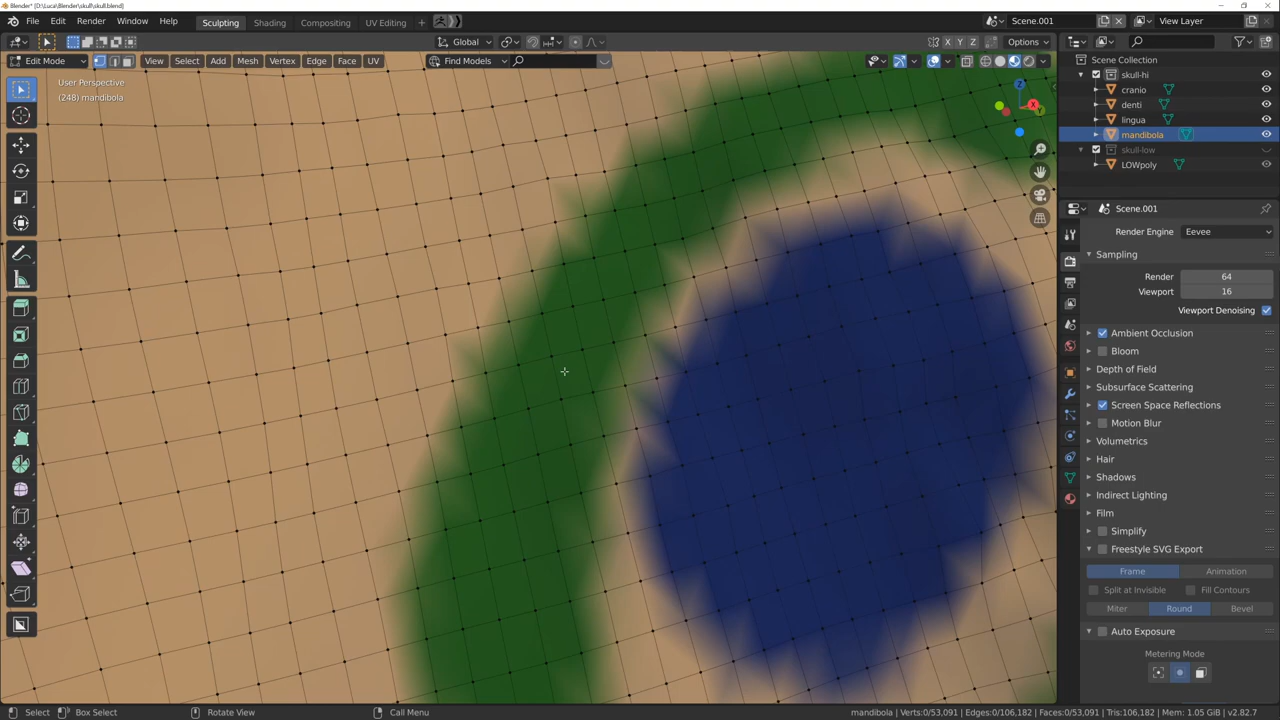 Blender* [D:\Luca\Blender\skull\skull.blend]
File Edit Render Window Help Sculpting Shading Compositing UV Editing + Scene.001 View Layer
Global Options
Edit Mode View Select Add Mesh Vertex Edge Face UV Find Models
User Perspective
(248) mandibola
X Y Z
Z
X
Y
Scene Collection
skull-hi
cranio
denti
lingua
mandibola
skull-low
LOWpoly
Scene.001
Render Engine Eevee
Sampling
Render 64
Viewport 16
Viewport Denoising
Ambient Occlusion
Bloom
Depth of Field
Subsurface Scattering
Screen Space Reflections
Motion Blur
Volumetrics
Hair
Shadows
Indirect Lighting
Film
Simplify
Freestyle SVG Export
Frame Animation
Split at Invisible Fill Contours
Miter Round Bevel
Auto Exposure
Metering Mode
Select Box Select Rotate View Call Menu mandibola | Verts:0/53,091 | Edges:0/106,182 | Faces:0/53,091 | Tris:106,182 | Mem: 1.05 GiB | v2.82.7